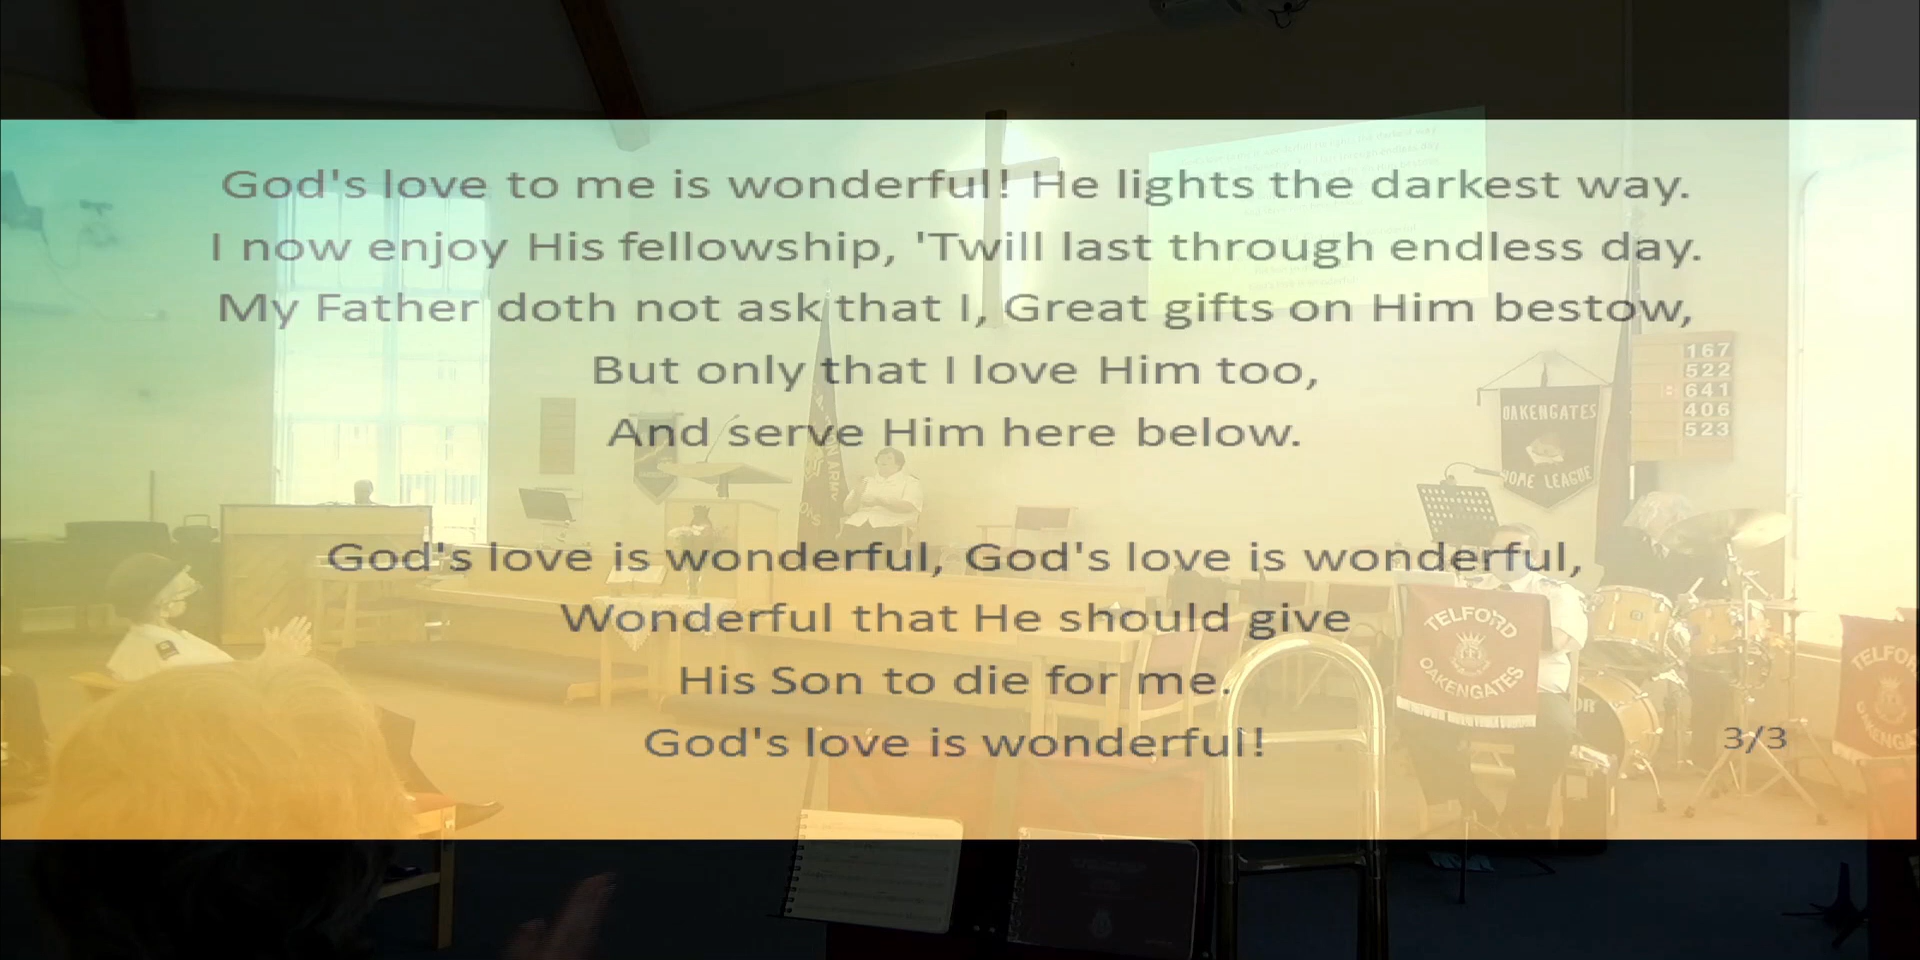 God's love to me is wonderful! He lights the darkest way.
I now enjoy His fellowship, 'Twill last through endless day.
My Father doth not ask that I, Great gifts on Him bestow,
But only that I love Him too,
And serve Him here below.
God's love is wonderful, God's love is wonderful,
Wonderful that He should give
His Son to die for me.
God's love is wonderful!
3/3
167
522
641
406
523
OAKENGATES
HOME LEAGUE
TELFORD
OAKENGATES
TELFOR
OAKENGA